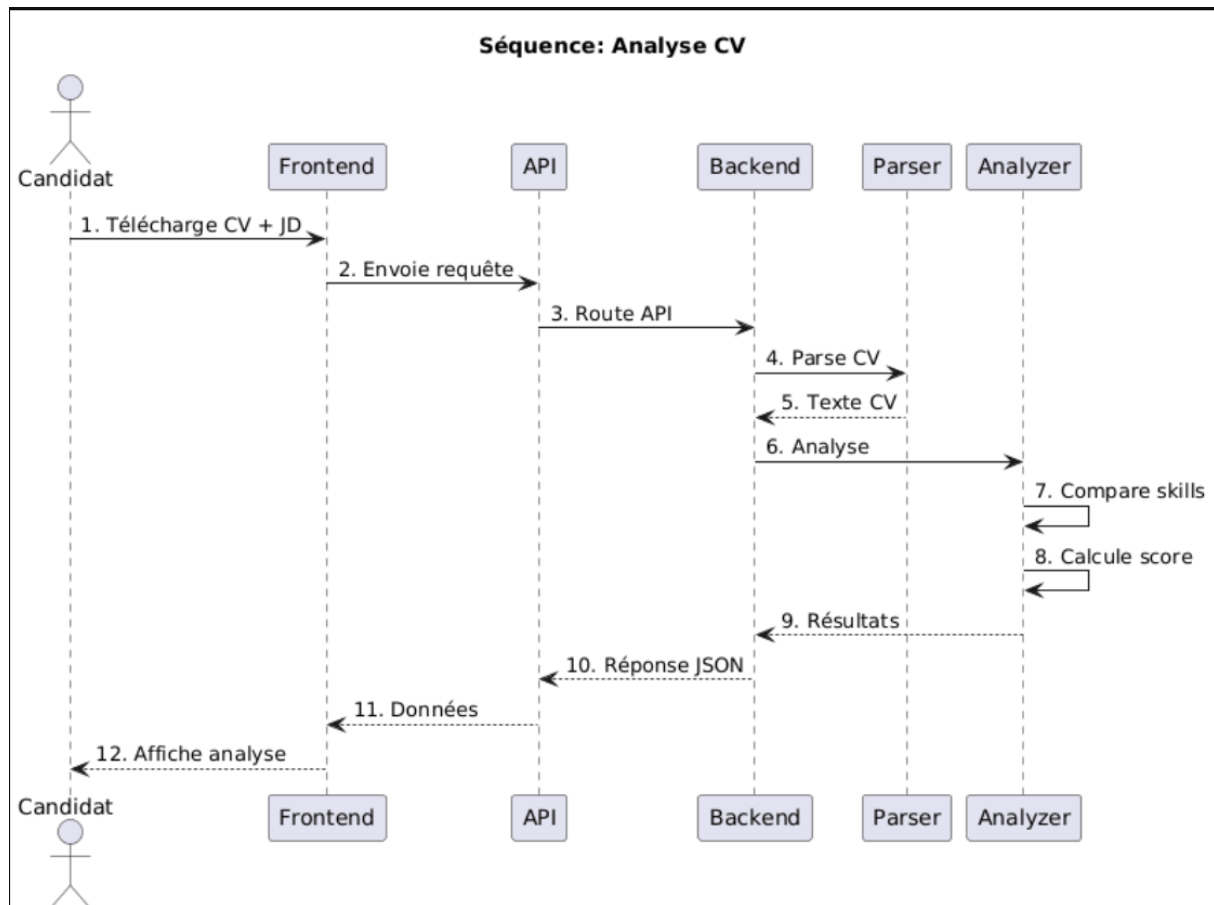 Séquence: Analyse CV
Candidat
Frontend
API
Backend
Parser
Analyzer
1. Télécharge CV + JD
2. Envoie requête
3. Route API
4. Parse CV
5. Texte CV
6. Analyse
7. Compare skills
8. Calcule score
9. Résultats
10. Réponse JSON
11. Données
12. Affiche analyse
Candidat
Frontend
API
Backend
Parser
Analyzer